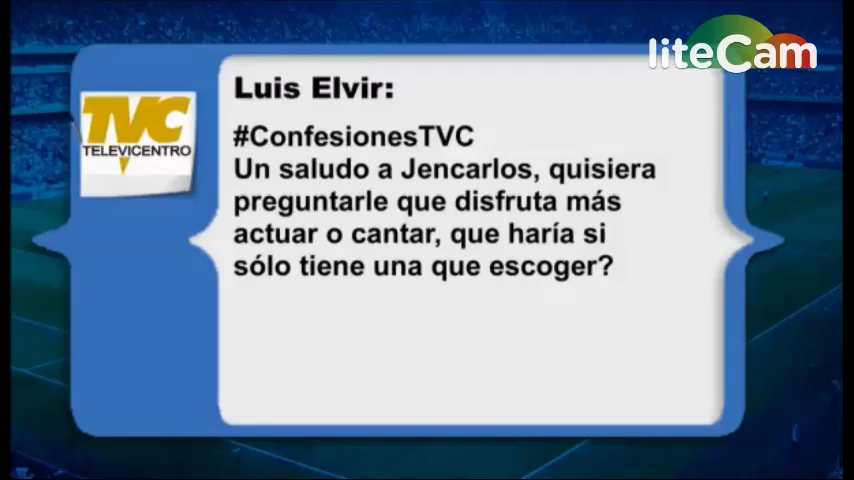 liteCam
Luis Elvir:
TVC
TELEVICENTRO
#ConfesionesTVC
Un saludo a Jencarlos, quisiera
preguntarle que disfruta más
actuar o cantar, que haría si
sólo tiene una que escoger?